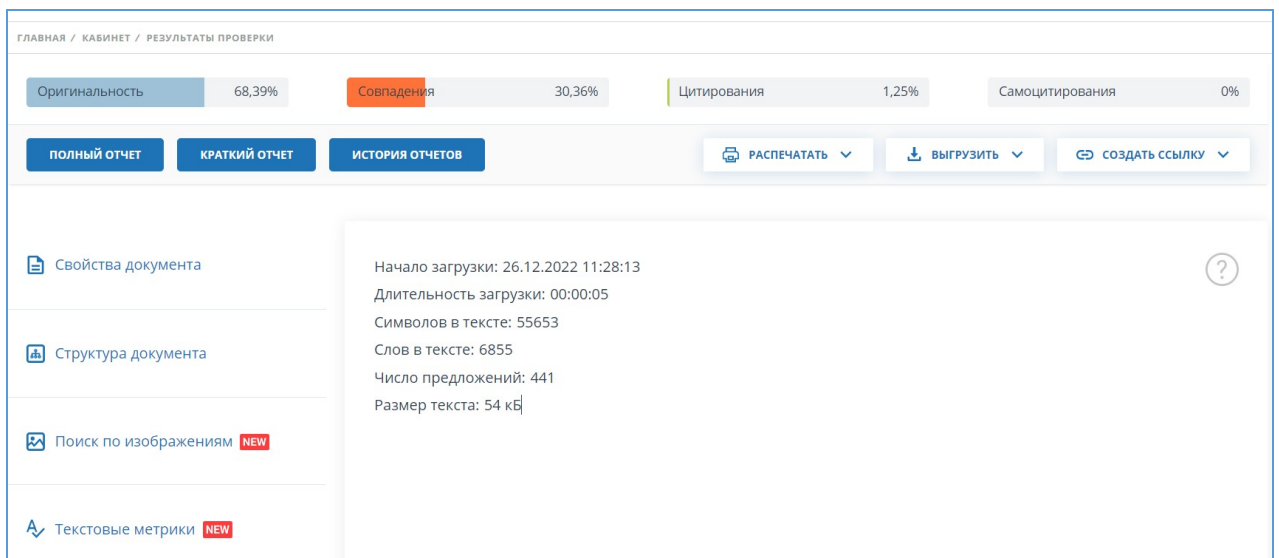 ГЛАВНАЯ / КАБИНЕТ / РЕЗУЛЬТАТЫ ПРОВЕРКИ
Оригинальность 68,39% Совпадения 30,36% Цитирования 1,25% Самоцитирования 0%
ПОЛНЫЙ ОТЧЕТ КРАТКИЙ ОТЧЕТ ИСТОРИЯ ОТЧЕТОВ РАСПЕЧАТАТЬ ВЫГРУЗИТЬ СОЗДАТЬ ССЫЛКУ
Свойства документа
Структура документа
Поиск по изображениям NEW
Текстовые метрики NEW
Начало загрузки: 26.12.2022 11:28:13
Длительность загрузки: 00:00:05
Символов в тексте: 55653
Слов в тексте: 6855
Число предложений: 441
Размер текста: 54 кБ
?